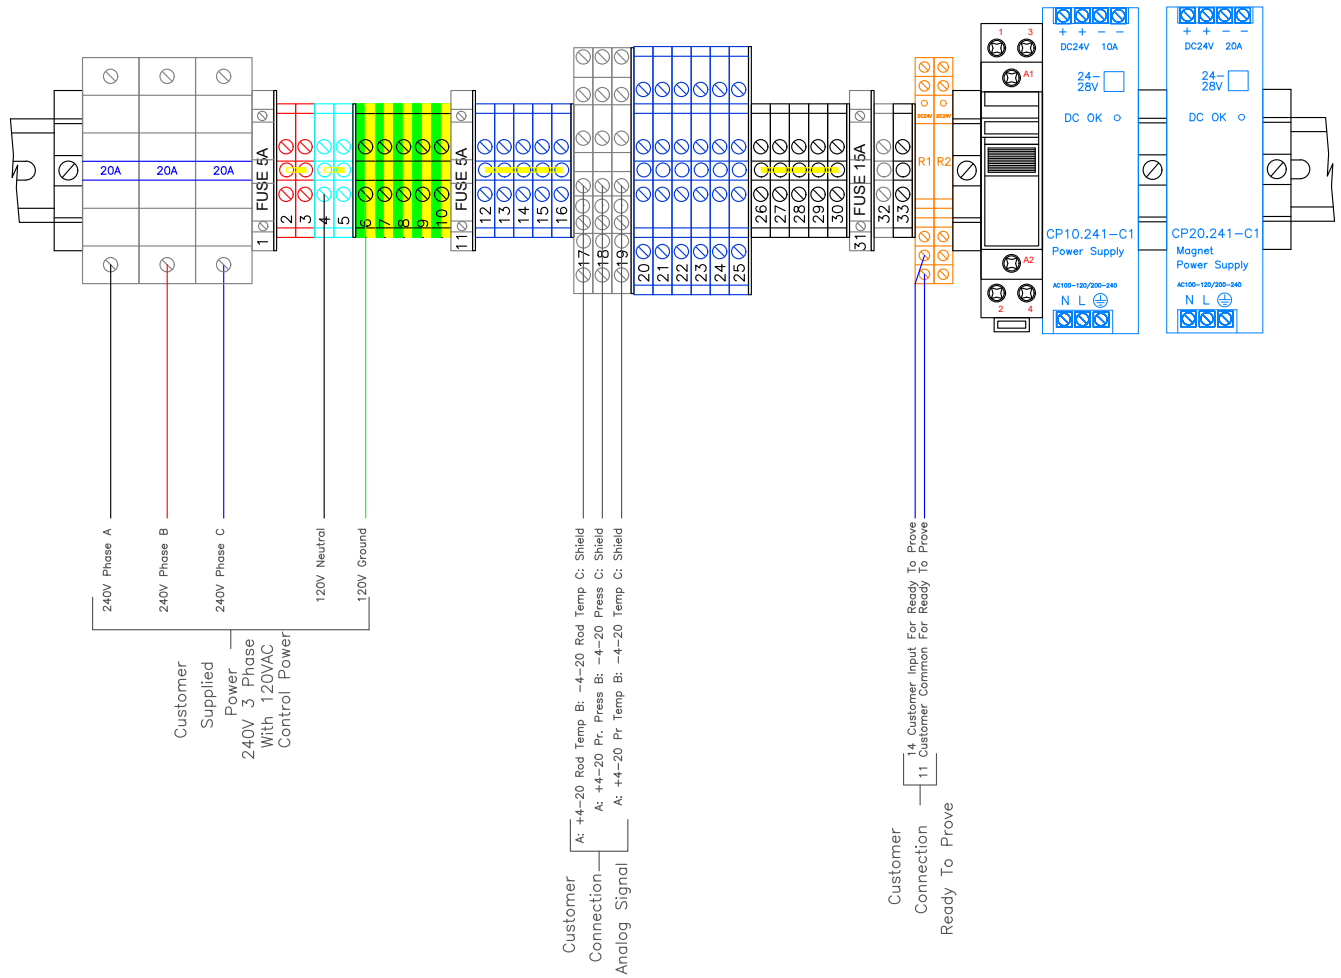 20A
20A
20A
1
FUSE 5A
2
3
4
5
6
7
8
9
10
11
FUSE 5A
12
13
14
15
16
17
18
19
20
21
22
23
24
25
26
27
28
29
30
31
FUSE 15A
32
33
DC24V
DC24V
R1
R2
1
3
A1
A2
2
4
+ + − −
DC24V 10A
24−
28V
DC OK
CP10.241−C1
Power Supply
AC100−120/200−240
N L
+ + − −
DC24V 20A
24−
28V
DC OK
CP20.241−C1
Magnet
Power Supply
AC100−120/200−240
N L
240V Phase A
240V Phase B
240V Phase C
120V Neutral
120V Ground
Customer
Supplied
Power
240V 3 Phase
With 120VAC
Control Power
A: +4−20 Rod Temp B: −4−20 Rod Temp C: Shield
A: +4−20 Pr. Press B: −4−20 Press C: Shield
A: +4−20 Pr Temp B: −4−20 Temp C: Shield
Customer
Connection
Analog Signal
14 Customer Input For Ready To Prove
11 Customer Common For Ready To Prove
Customer
Connection
Ready To Prove